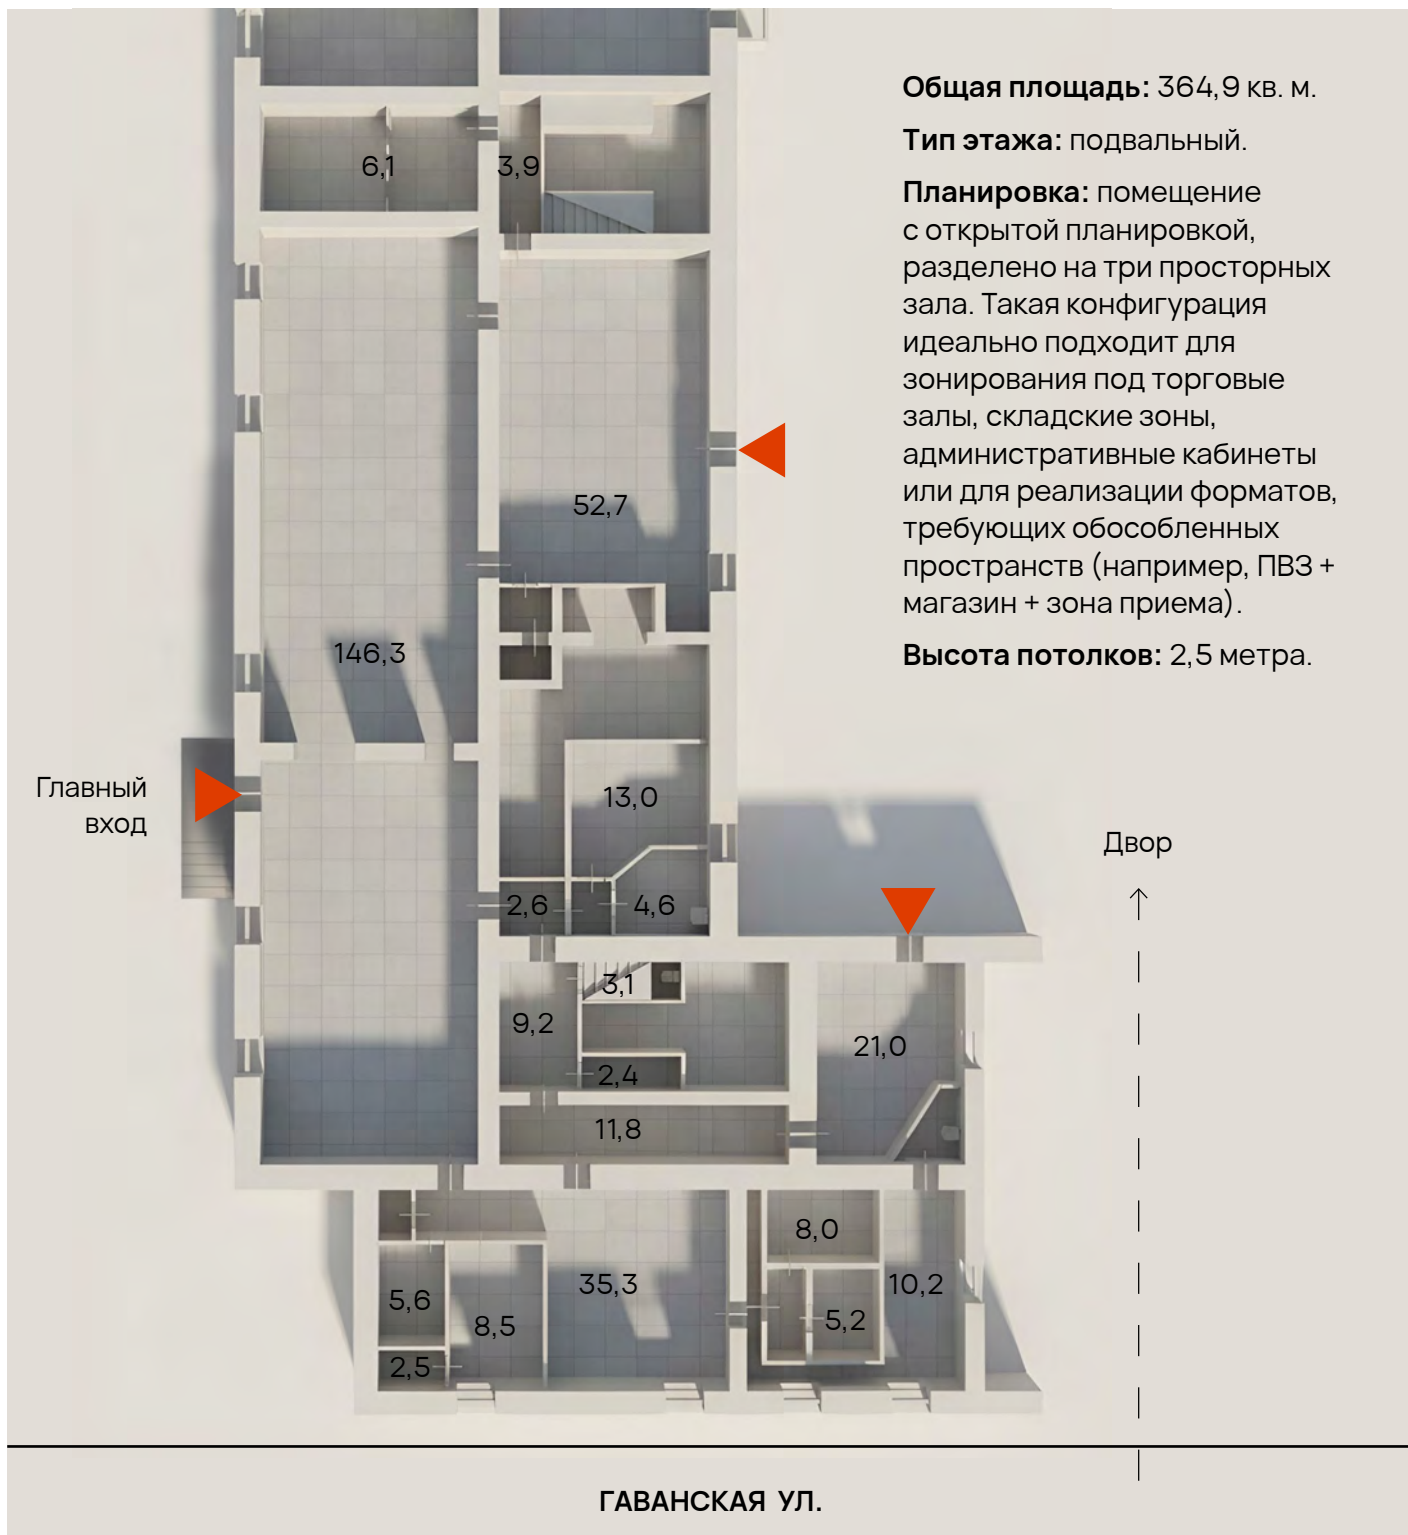 Общая площадь: 364,9 кв. м.
Тип этажа: подвальный.
Планировка: помещение
с открытой планировкой,
разделено на три просторных
зала. Такая конфигурация
идеально подходит для
зонирования под торговые
залы, складские зоны,
административные кабинеты
или для реализации форматов,
требующих обособленных
пространств (например, ПВЗ +
магазин + зона приема).
Высота потолков: 2,5 метра.
6,1
3,9
52,7
146,3
Главный
вход
13,0
Двор
2,6
4,6
3,1
9,2
21,0
2,4
11,8
8,0
35,3
10,2
5,6
8,5
5,2
2,5
ГАВАНСКАЯ УЛ.